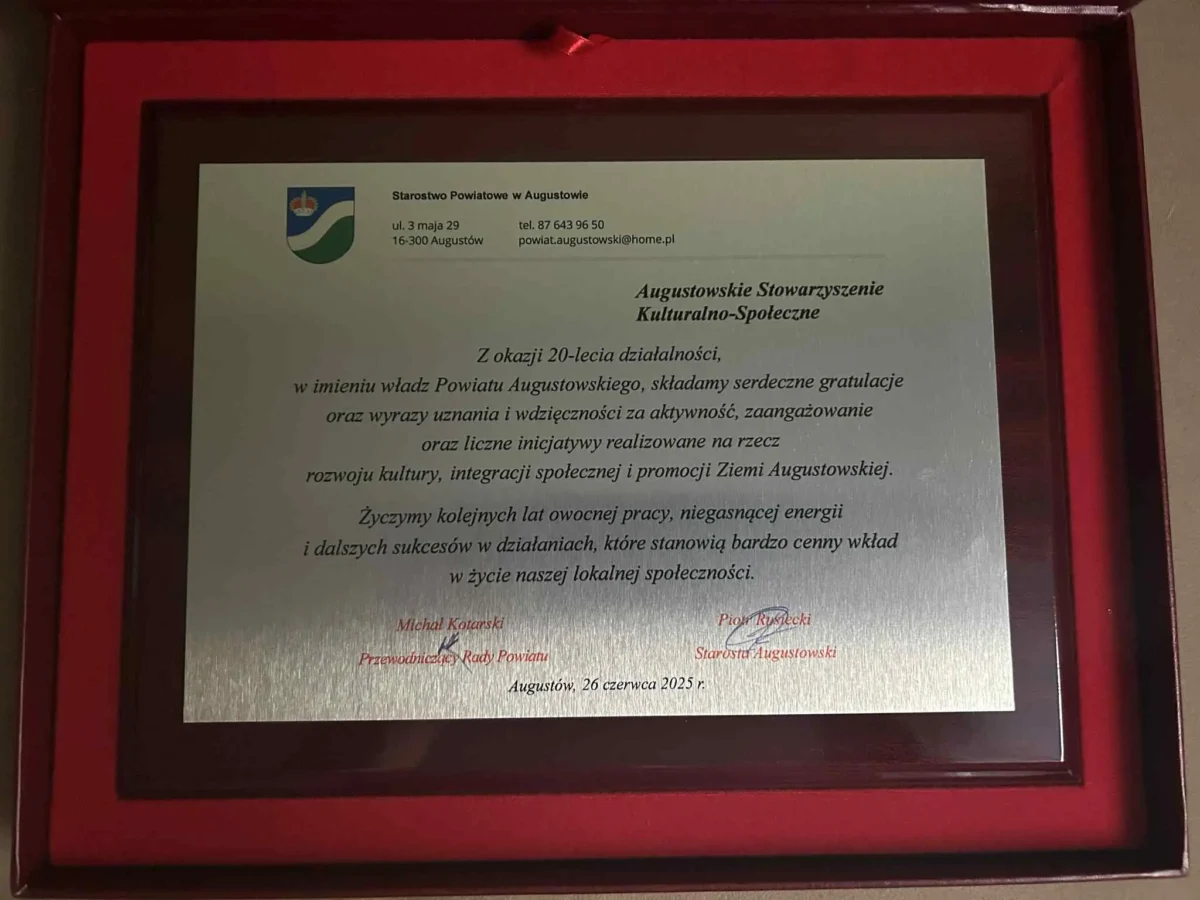 Starostwo Powiatowe w Augustowie
ul. 3 maja 29 tel. 87 643 96 50
16-300 Augustów powiat.augustowski@home.pl
Augustowskie Stowarzyszenie
Kulturalno-Społeczne
Z okazji 20-lecia działalności,
w imieniu władz Powiatu Augustowskiego, składamy serdeczne gratulacje
oraz wyrazy uznania i wdzięczności za aktywność, zaangażowanie
oraz liczne inicjatywy realizowane na rzecz
rozwoju kultury, integracji społecznej i promocji Ziemi Augustowskiej.
Życzymy kolejnych lat owocnej pracy, niegasnącej energii
i dalszych sukcesów w działaniach, które stanowią bardzo cenny wkład
w życie naszej lokalnej społeczności.
Michał Kotarski Piotr Rusiecki
Przewodniczący Rady Powiatu Starosta Augustowski
Augustów, 26 czerwca 2025 r.